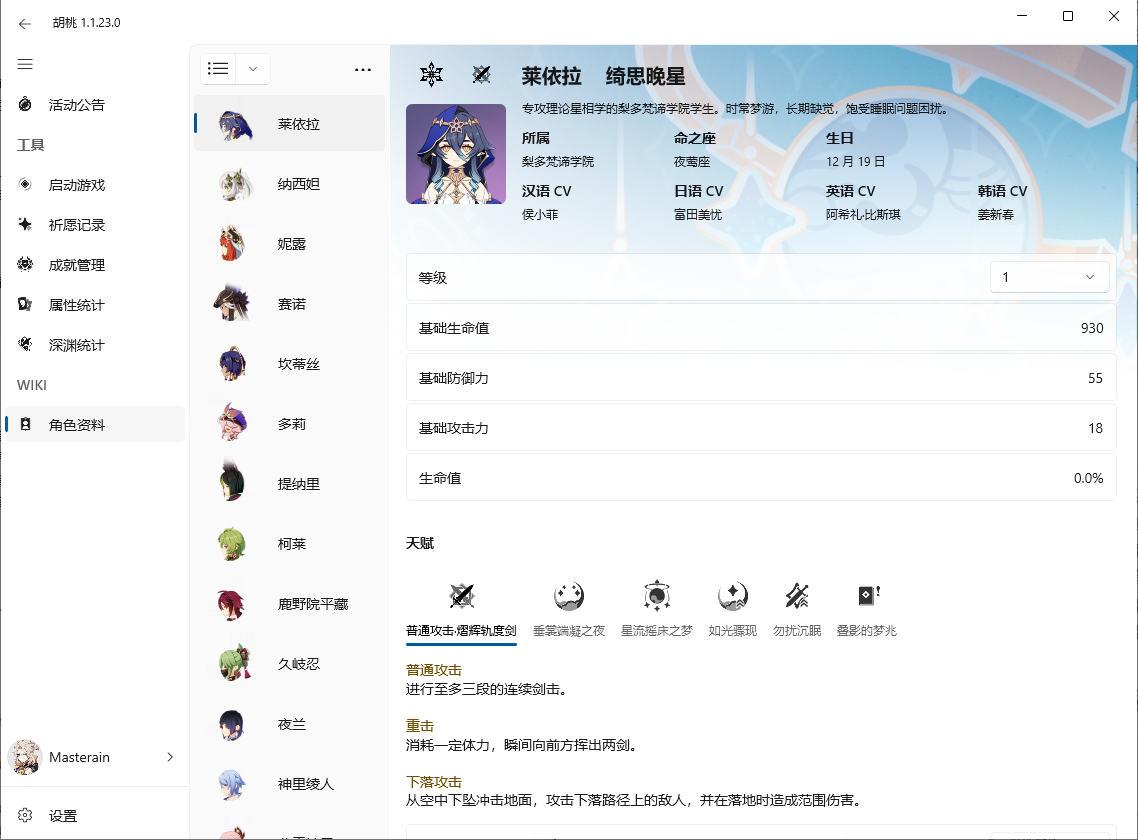 胡桃 1.1.23.0
活动公告
工具
启动游戏
祈愿记录
成就管理
属性统计
深渊统计
WIKI
角色资料
Masterain
设置
莱依拉
纳西妲
妮露
赛诺
坎蒂丝
多莉
提纳里
柯莱
鹿野院平藏
久岐忍
夜兰
神里绫人
莱依拉 绮思晚星
专攻理论星相学的梨多梵谛学院学生。时常梦游，长期缺觉，饱受睡眠问题困扰。
所属 命之座 生日
梨多梵谛学院 夜莺座 12 月 19 日
汉语 CV 日语 CV 英语 CV 韩语 CV
侯小菲 富田美忧 阿希礼·比斯琪 姜新春
等级 1
基础生命值 930
基础防御力 55
基础攻击力 18
生命值 0.0%
天赋
普通攻击·熠辉轨度剑 垂裳端凝之夜 星流摇床之梦 如光骤现 勿扰沉眠 叠影的梦兆
普通攻击
进行至多三段的连续剑击。
重击
消耗一定体力，瞬间向前方挥出两剑。
下落攻击
从空中下坠冲击地面，攻击下落路径上的敌人，并在落地时造成范围伤害。